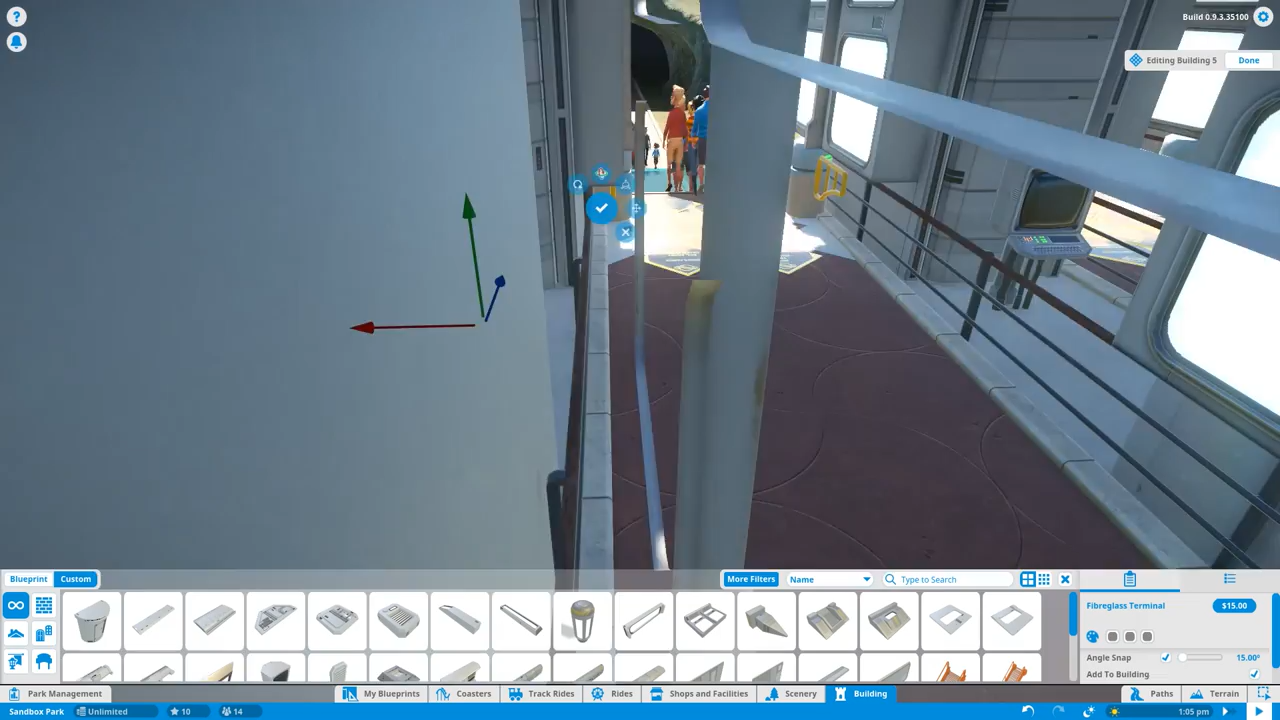 ?
Build 0.9.3.35100
Editing Building 5
Done
Blueprint
Custom
More Filters
Name
Type to Search
Fibreglass Terminal
$15.00
Angle Snap
15.00°
Add To Building
Park Management
My Blueprints
Coasters
Track Rides
Rides
Shops and Facilities
Scenery
Building
Paths
Terrain
Sandbox Park
Unlimited
10
14
1:05 pm